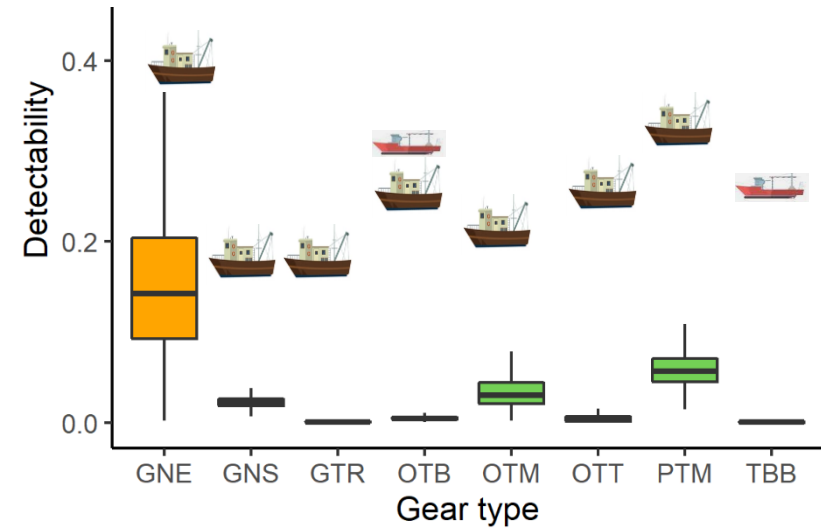 Detectability
0.4
0.2
0.0
GNE GNS GTR OTB OTM OTT PTM TBB
Gear type